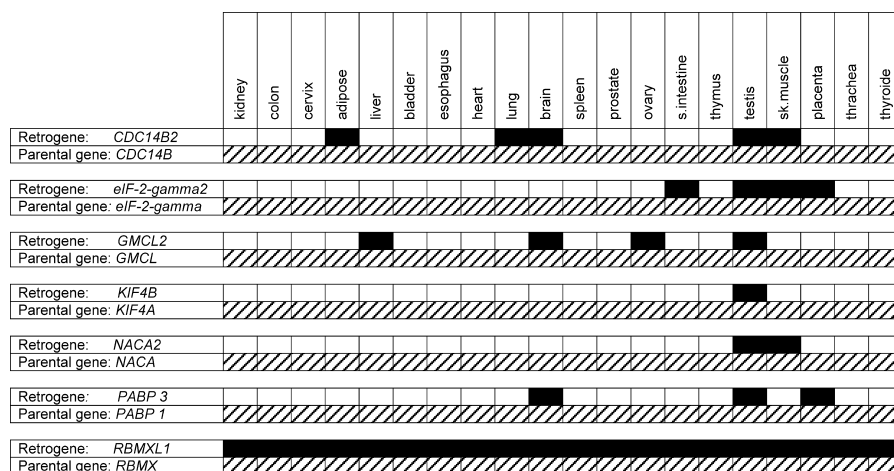 kidney
colon
cervix
adipose
liver
bladder
esophagus
heart
lung
brain
spleen
prostate
ovary
s.intestine
thymus
testis
sk.muscle
placenta
thrachea
thyroide
Retrogene: CDC14B2
Parental gene: CDC14B
Retrogene: eIF-2-gamma2
Parental gene: eIF-2-gamma
Retrogene: GMCL2
Parental gene: GMCL
Retrogene: KIF4B
Parental gene: KIF4A
Retrogene: NACA2
Parental gene: NACA
Retrogene: PABP 3
Parental gene: PABP 1
Retrogene: RBMXL1
Parental gene: RBMX